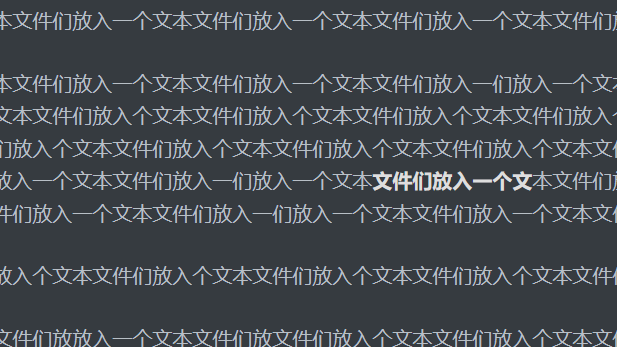 本文件们放入一个文本文件们放入一个文本文件们放入一个文本文件们放
本文件们放入一个文本文件们放入一个文本文件们放入一们放入一个文本
文本文件们放入个文本文件们放入个文本文件们放入个文本文件们放入
们放入个文本文件们放入个文本文件们放入个文本文件们放入个文本文
放入一个文本文件们放入一们放入一个文本文件们放入一个文本文件们放
件们放入一个文本文件们放入一们放入一个文本文件们放入一个文本文件
放入个文本文件们放入个文本文件们放入个文本文件们放入个文本文件们
文件们放放入一个文本文件们放文件们放入个文本文件们放入个文本文件